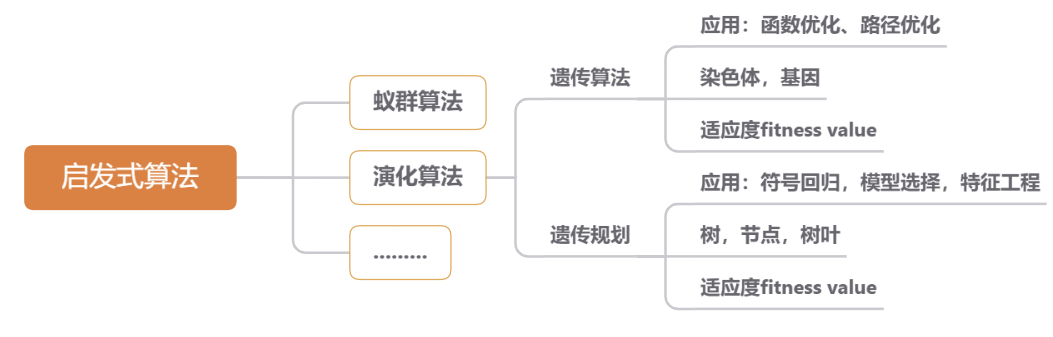 启发式算法
蚁群算法
演化算法
………
遗传算法
应用：函数优化、路径优化
染色体，基因
适应度fitness value
遗传规划
应用：符号回归，模型选择，特征工程
树，节点，树叶
适应度fitness value